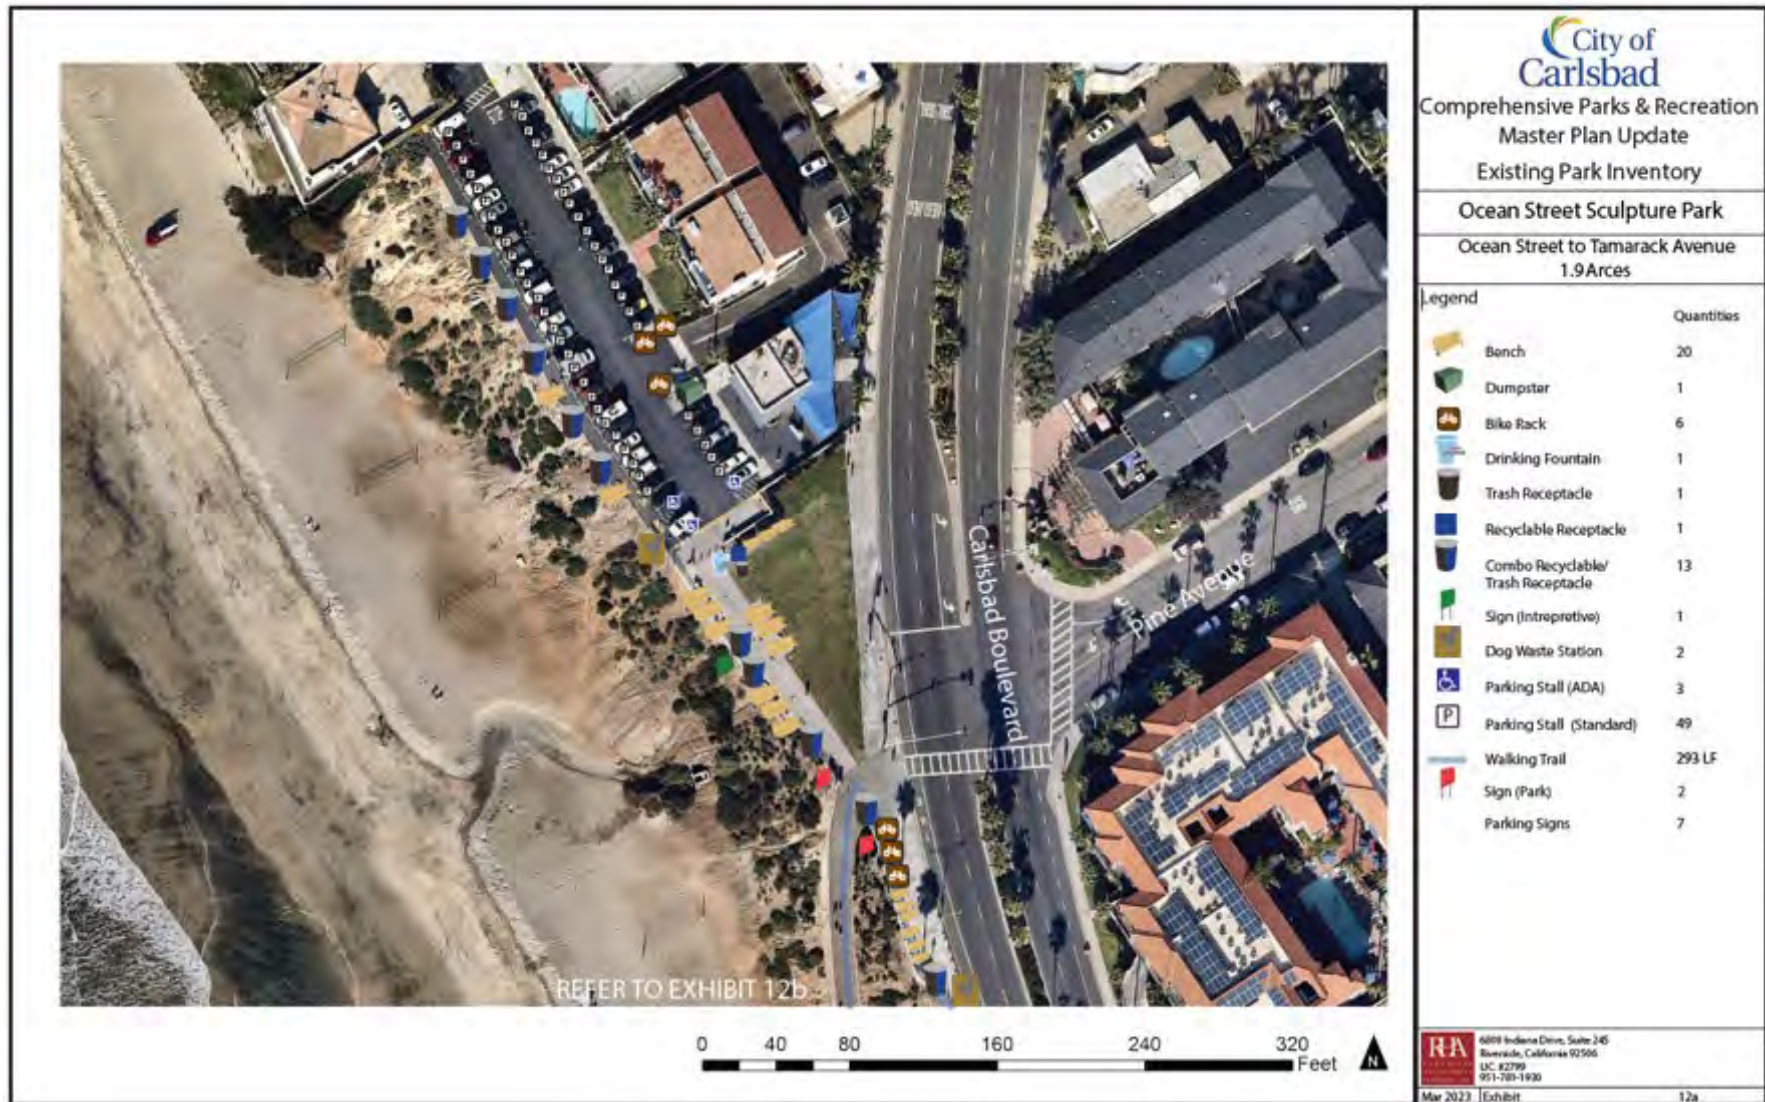 City of
Carlsbad
Comprehensive Parks & Recreation
Master Plan Update
Existing Park Inventory
Ocean Street Sculpture Park
Ocean Street to Tamarack Avenue
1.9 Arces
Legend
Quantities
Bench 20
Dumpster 1
Bike Rack 6
Drinking Fountain 1
Trash Receptacle 1
Recyclable Receptacle 1
Combo Recyclable/
Trash Receptacle 13
Sign (Intrepretive) 1
Dog Waste Station 2
Parking Stall (ADA) 3
P Parking Stall (Standard) 49
Walking Trail 293 LF
Sign (Park) 2
Parking Signs 7
Carlsbad Boulevard
Pine Avenue
REFER TO EXHIBIT 12b
0 40 80 160 240 320
Feet
N
RHA
Indiana Drive, Suite 245
Riverside, California 92506
LIC. #2799
Mar 2023 Exhibit 12a